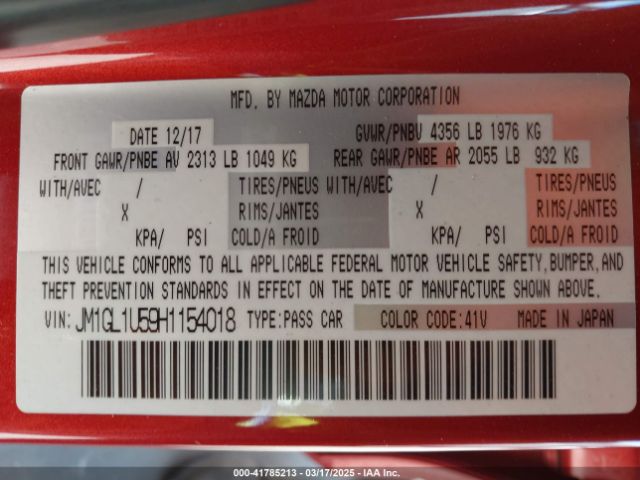 MFD. BY MAZDA MOTOR CORPORATION
DATE 12/17 GVWR/PNBV 4356 LB 1976 KG
FRONT GAWR/PNBE AV 2313 LB 1049 KG REAR GAWR/PNBE AR 2055 LB 932 KG
WITH/AVEC / TIRES/PNEUS WITH/AVEC / TIRES/PNEUS
X RIMS/JANTES X RIMS/JANTES
KPA/ PSI COLD/A FROID KPA/ PSI COLD/A FROID
THIS VEHICLE CONFORMS TO ALL APPLICABLE FEDERAL MOTOR VEHICLE SAFETY, BUMPER, AND
THEFT PREVENTION STANDARDS IN EFFECT ON THE DATE OF MANUFACTURE SHOWN ABOVE.
VIN: JM1GL1U59H1154018 TYPE:PASS CAR COLOR CODE:41V MADE IN JAPAN
000-41785213 - 03/17/2025 - IAA Inc.